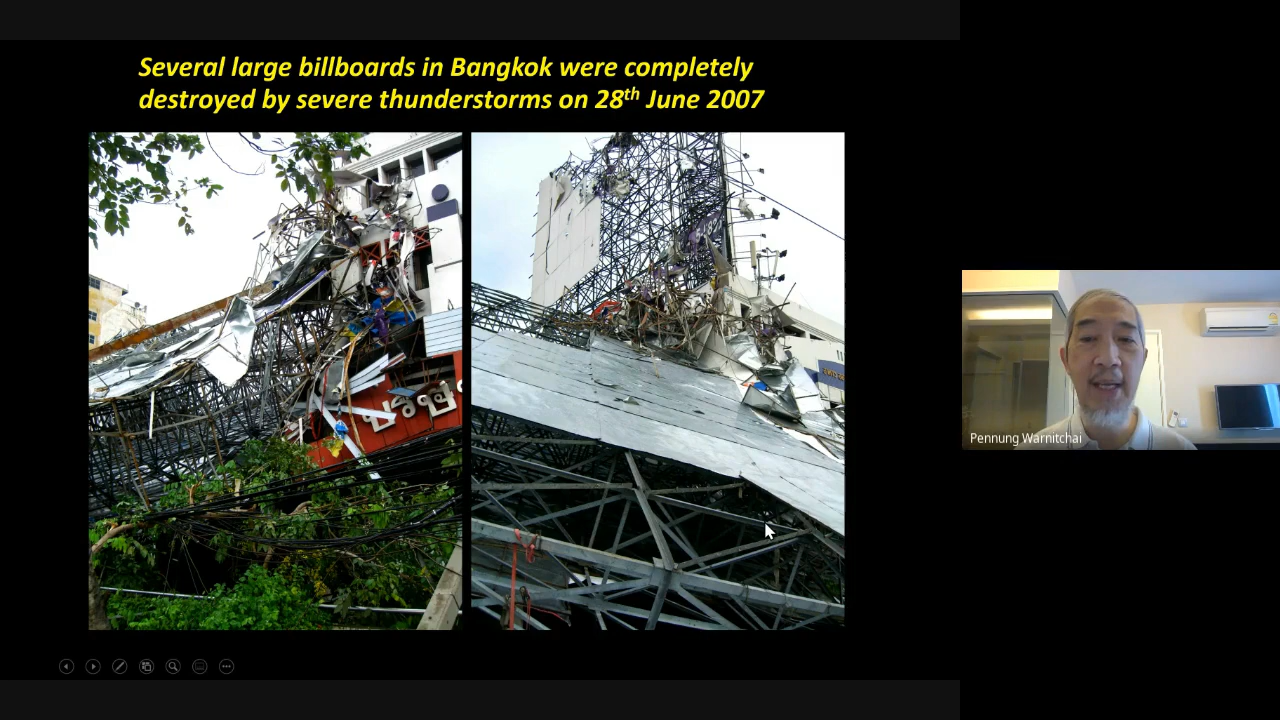 Several large billboards in Bangkok were completely
destroyed by severe thunderstorms on 28th June 2007
Pennung Warnitchai